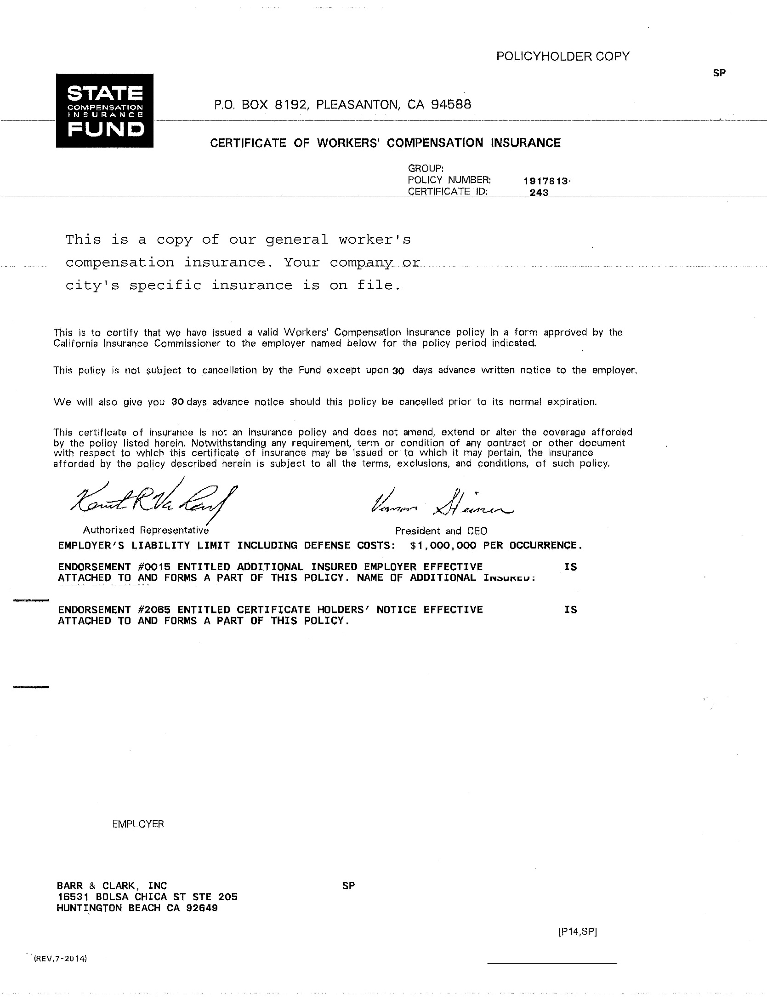 POLICYHOLDER COPY
SP
STATE
COMPENSATION
INSURANCE
FUND
P.O. BOX 8192, PLEASANTON, CA 94588
CERTIFICATE OF WORKERS' COMPENSATION INSURANCE
GROUP:
POLICY NUMBER: 1917813
CERTIFICATE ID: 243
This is a copy of our general worker's
compensation insurance. Your company or
city's specific insurance is on file.
This is to certify that we have issued a valid Workers' Compensation insurance policy in a form approved by the
California Insurance Commissioner to the employer named below for the policy period indicated.
This policy is not subject to cancellation by the Fund except upon 30 days advance written notice to the employer.
We will also give you 30 days advance notice should this policy be cancelled prior to its normal expiration.
This certificate of insurance is not an insurance policy and does not amend, extend or alter the coverage afforded
by the policy listed herein. Notwithstanding any requirement, term or condition of any contract or other document
with respect to which this certificate of insurance may be issued or to which it may pertain, the insurance
afforded by the policy described herein is subject to all the terms, exclusions, and conditions, of such policy.
Authorized Representative President and CEO
EMPLOYER'S LIABILITY LIMIT INCLUDING DEFENSE COSTS: $1,000,000 PER OCCURRENCE.
ENDORSEMENT #0015 ENTITLED ADDITIONAL INSURED EMPLOYER EFFECTIVE IS
ATTACHED TO AND FORMS A PART OF THIS POLICY. NAME OF ADDITIONAL INSURED:
ENDORSEMENT #2065 ENTITLED CERTIFICATE HOLDERS' NOTICE EFFECTIVE IS
ATTACHED TO AND FORMS A PART OF THIS POLICY.
EMPLOYER
BARR & CLARK, INC SP
16531 BOLSA CHICA ST STE 205
HUNTINGTON BEACH CA 92649
[P14,SP]
(REV.7-2014)